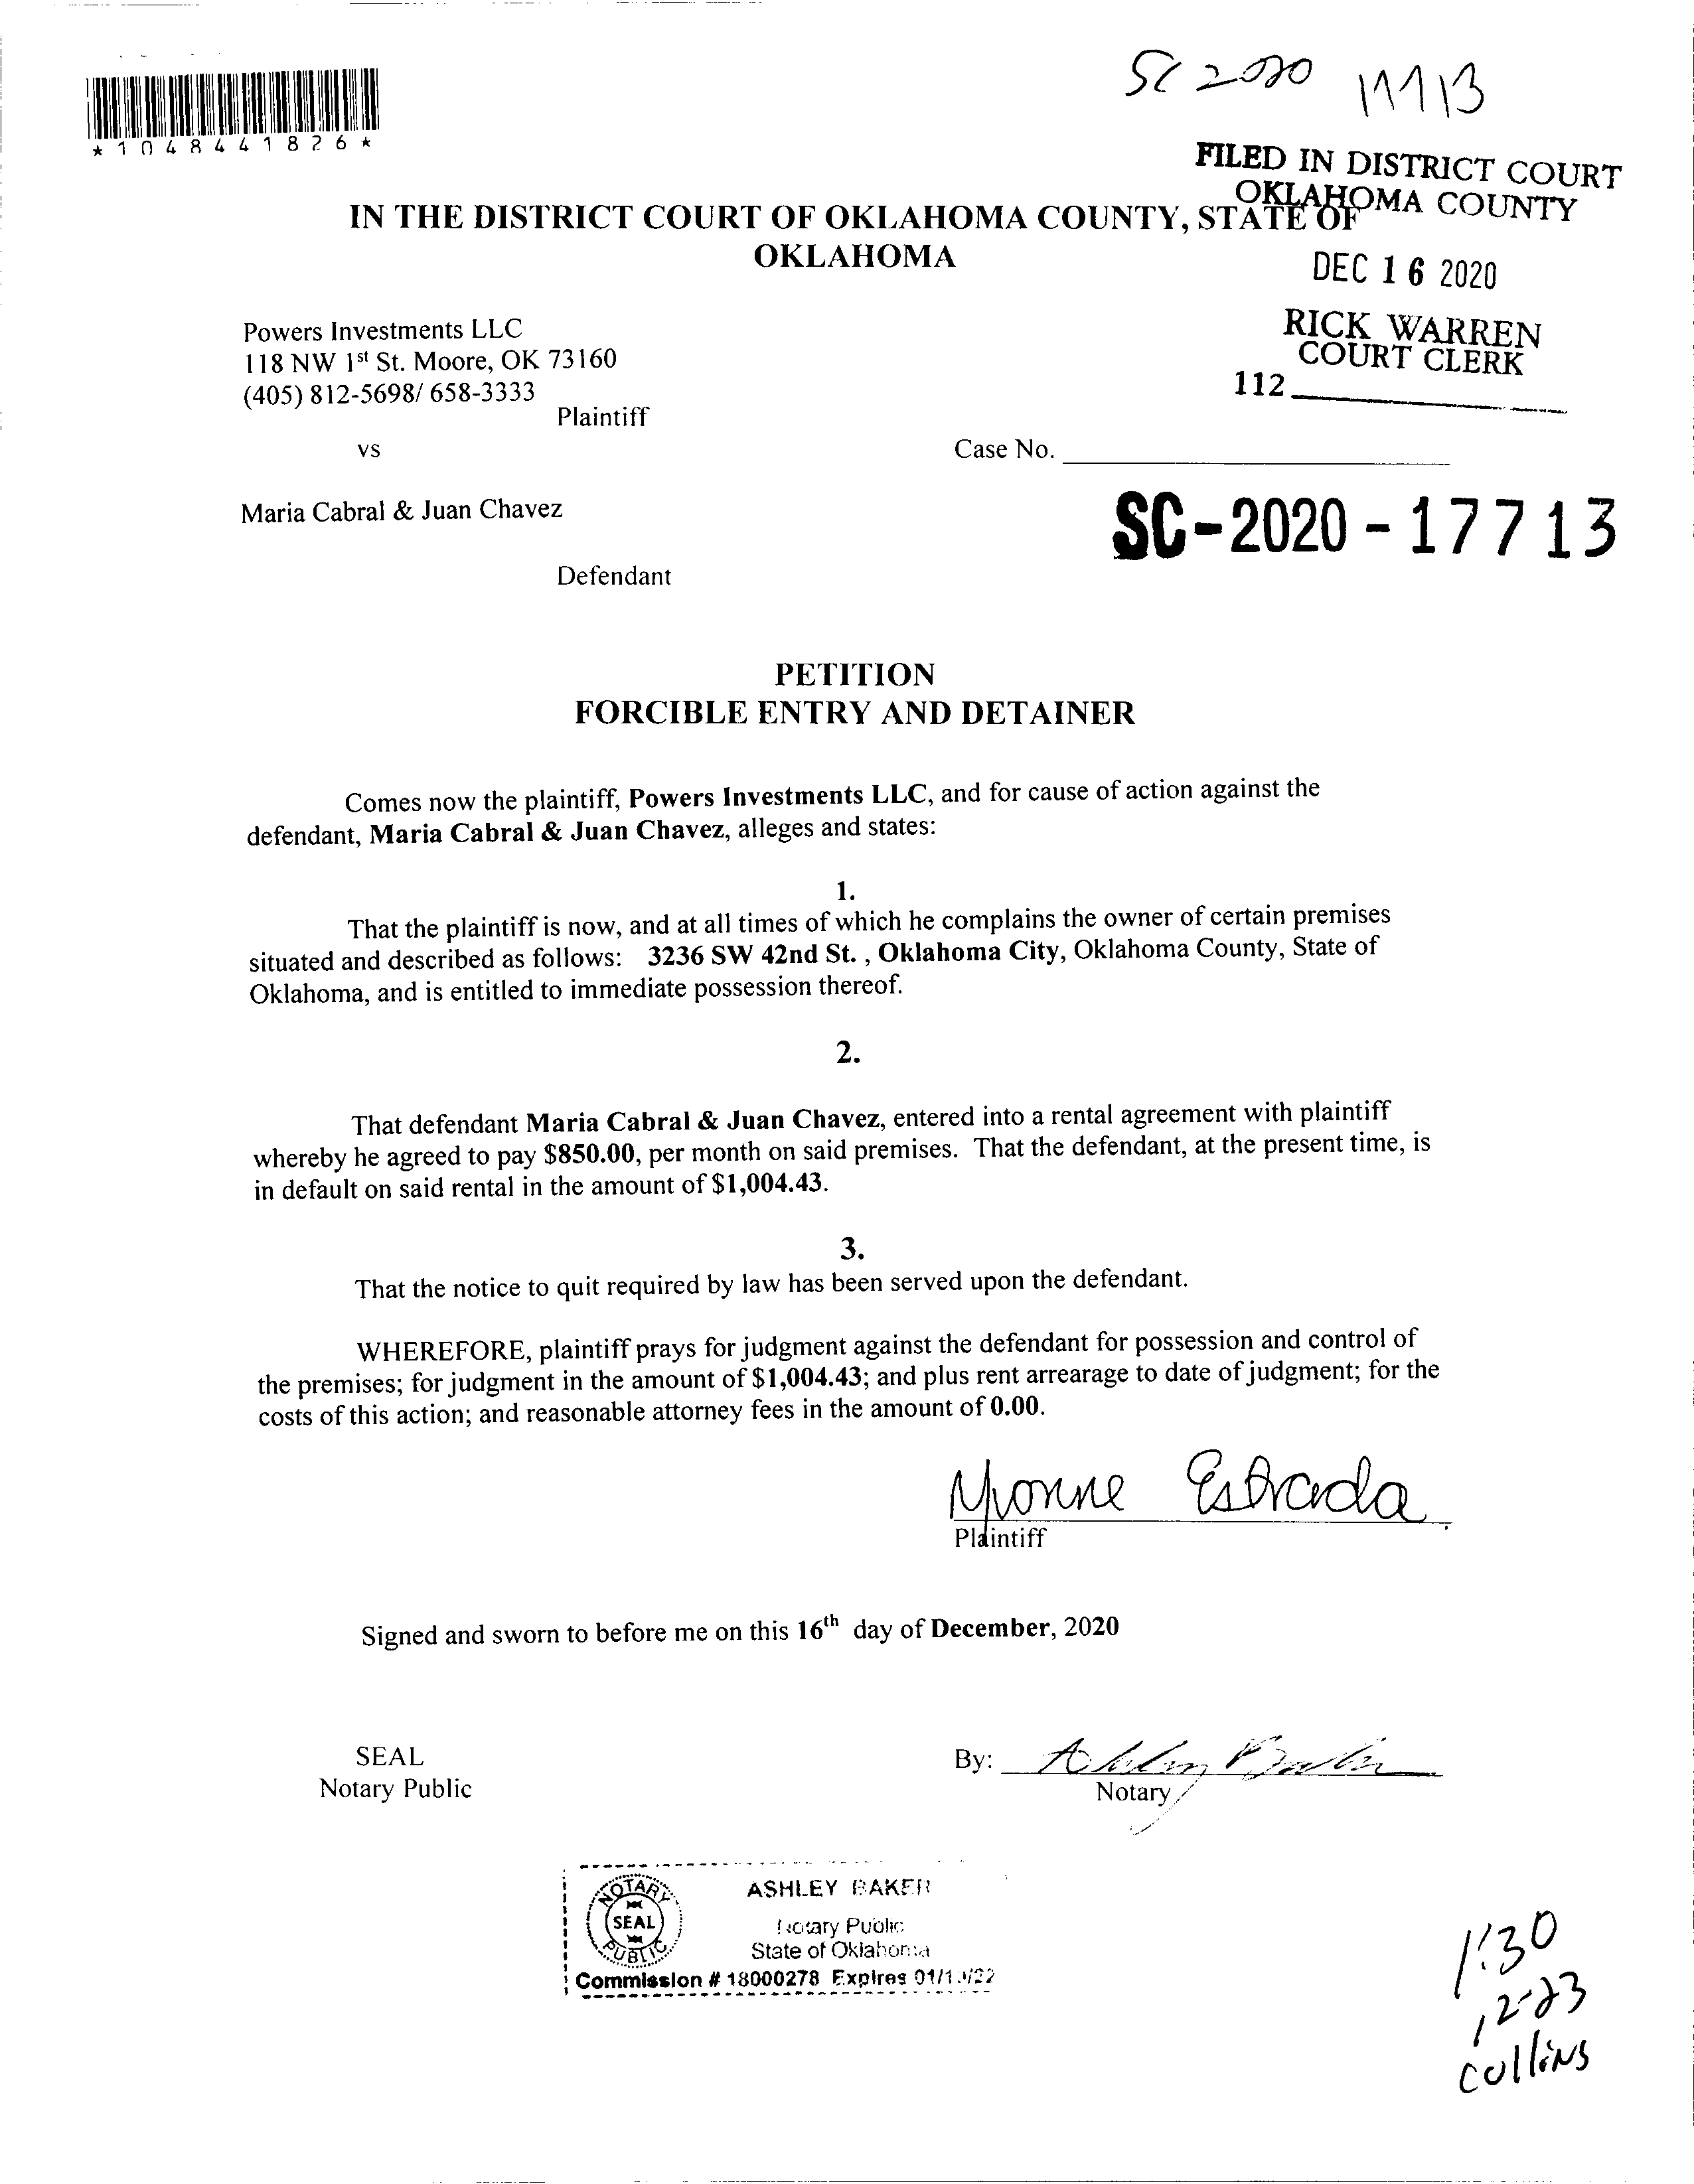 SC 2020 17713
*1048441826*
FILED IN DISTRICT COURT
OKLAHOMA COUNTY
IN THE DISTRICT COURT OF OKLAHOMA COUNTY, STATE OF
OKLAHOMA
DEC 16 2020
RICK WARREN
COURT CLERK
112
Powers Investments LLC
118 NW 1st St. Moore, OK 73160
(405) 812-5698/ 658-3333
Plaintiff
vs
Case No.
Maria Cabral & Juan Chavez
SC-2020-17713
Defendant
PETITION
FORCIBLE ENTRY AND DETAINER
Comes now the plaintiff, Powers Investments LLC, and for cause of action against the
defendant, Maria Cabral & Juan Chavez, alleges and states:
1.
That the plaintiff is now, and at all times of which he complains the owner of certain premises
situated and described as follows: 3236 SW 42nd St. , Oklahoma City, Oklahoma County, State of
Oklahoma, and is entitled to immediate possession thereof.
2.
That defendant Maria Cabral & Juan Chavez, entered into a rental agreement with plaintiff
whereby he agreed to pay $850.00, per month on said premises. That the defendant, at the present time, is
in default on said rental in the amount of $1,004.43.
3.
That the notice to quit required by law has been served upon the defendant.
WHEREFORE, plaintiff prays for judgment against the defendant for possession and control of
the premises; for judgment in the amount of $1,004.43; and plus rent arrearage to date of judgment; for the
costs of this action; and reasonable attorney fees in the amount of 0.00.
Yvonne Estrada
Plaintiff
Signed and sworn to before me on this 16th day of December, 2020
SEAL
Notary Public
By: Ashley Baker
Notary
NOTARY
SEAL
PUBLIC
ASHLEY BAKER
Notary Public
State of Oklahoma
Commission # 18000278 Expires
1:30
12-23
Collins